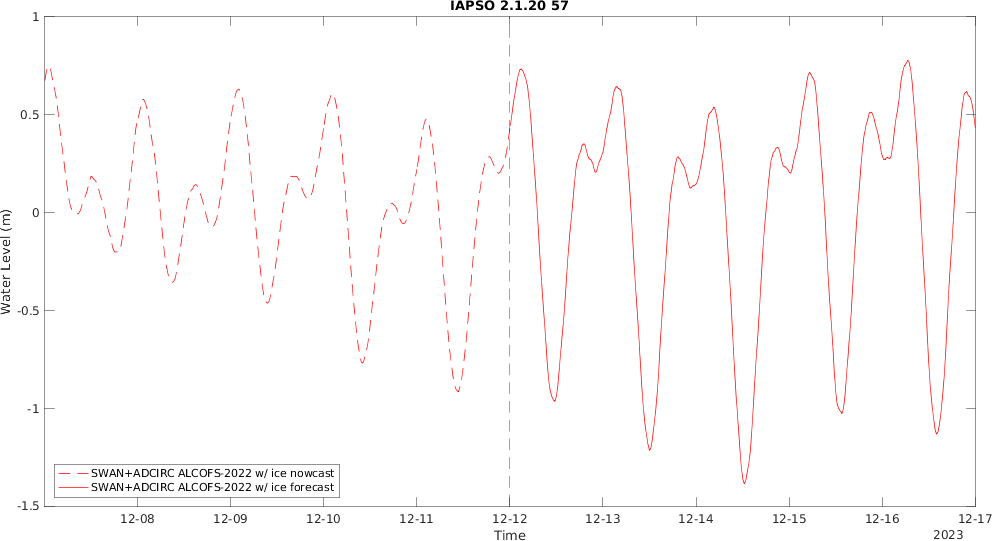 IAPSO 2.1.20 57
1
0.5
0
-0.5
-1
-1.5
Water Level (m)
SWAN+ADCIRC ALCOFS-2022 w/ ice nowcast
SWAN+ADCIRC ALCOFS-2022 w/ ice forecast
12-08 12-09 12-10 12-11 12-12 12-13 12-14 12-15 12-16 12-17
Time
2023